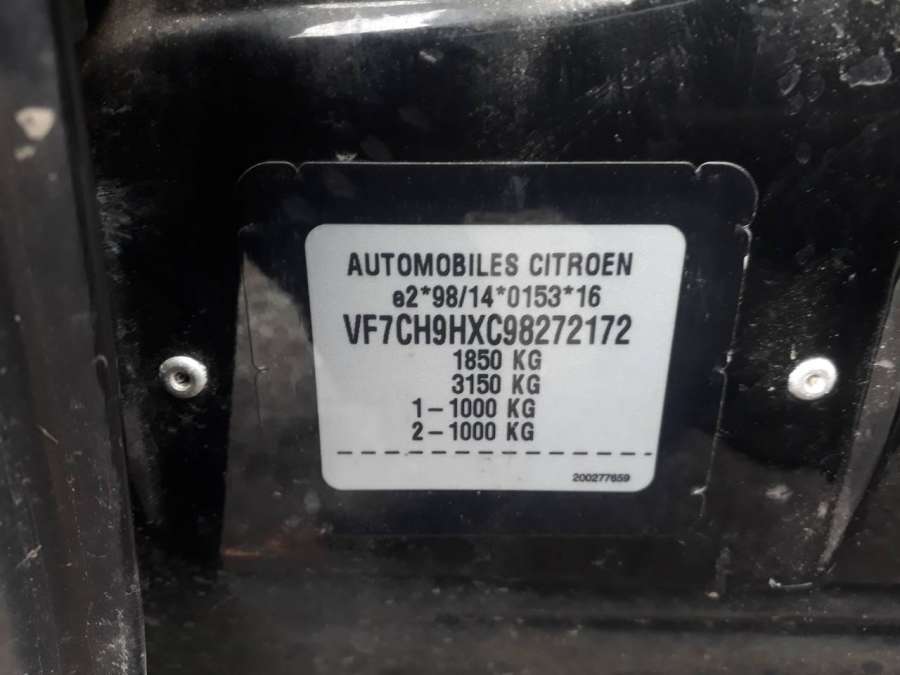 AUTOMOBILES CITROEN
e2*98/14*0153*16
VF7CH9HXC98272172
1850 KG
3150 KG
1-1000 KG
2-1000 KG
200277659